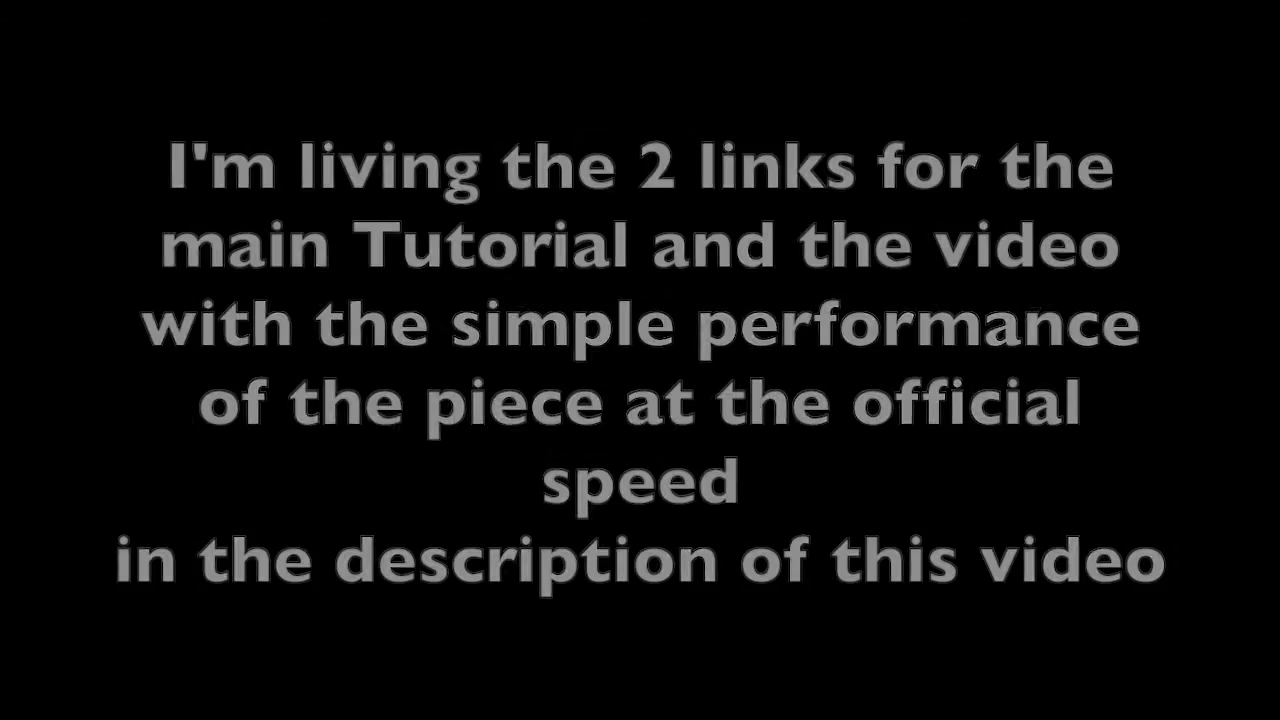 I'm living the 2 links for the
main Tutorial and the video
with the simple performance
of the piece at the official
speed
in the description of this video